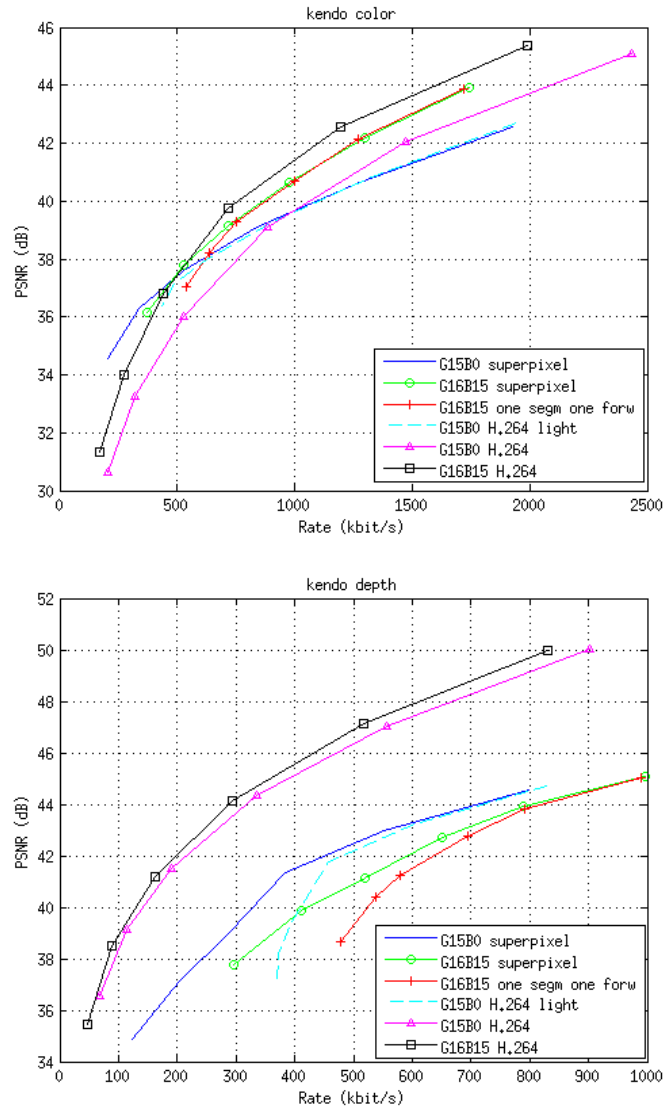 kendo color
46
44
42
40
38
36
34
32
30
PSNR (dB)
G15B0 superpixel
G16B15 superpixel
G16B15 one segm one forw
G15B0 H.264 light
G15B0 H.264
G16B15 H.264
0 500 1000 1500 2000 2500
Rate (kbit/s)
kendo depth
52
50
48
46
44
42
40
38
36
34
PSNR (dB)
G15B0 superpixel
G16B15 superpixel
G16B15 one segm one forw
G15B0 H.264 light
G15B0 H.264
G16B15 H.264
0 100 200 300 400 500 600 700 800 900 1000
Rate (kbit/s)